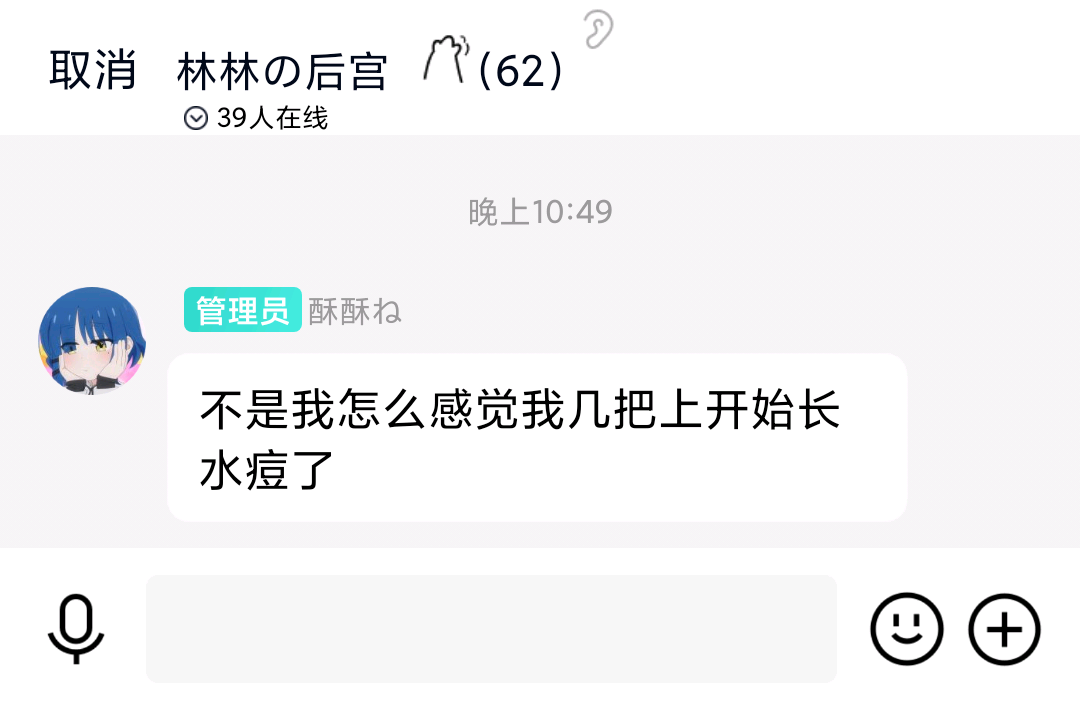 取消
林林の后宫 (62)
39人在线
晚上10:49
管理员 酥酥ね
不是我怎么感觉我几把上开始长
水痘了